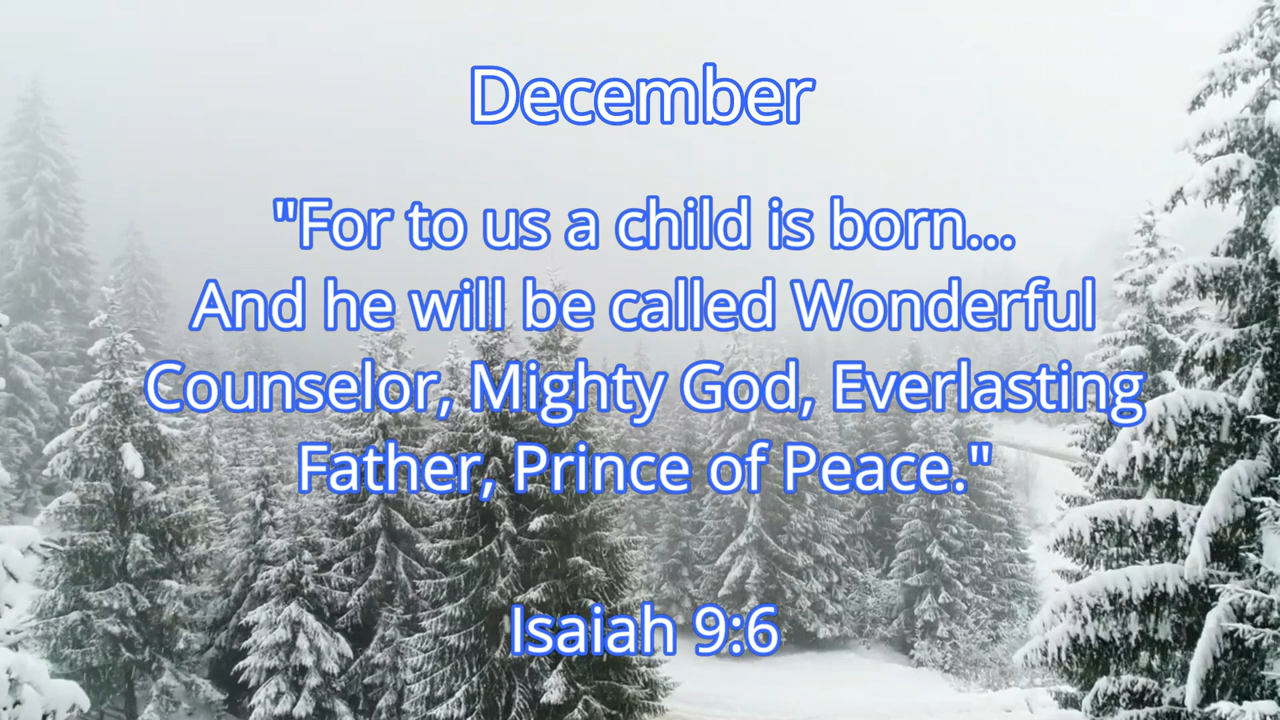 December
"For to us a child is born...
And he will be called Wonderful
Counselor, Mighty God, Everlasting
Father, Prince of Peace."
Isaiah 9:6